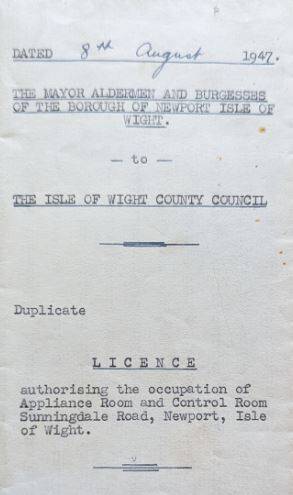 DATED 8th August 1947.
THE MAYOR ALDERMEN AND BURGESSES
OF THE BOROUGH OF NEWPORT ISLE OF
WIGHT.
— to —
THE ISLE OF WIGHT COUNTY COUNCIL
Duplicate
LICENCE
authorising the occupation of
Appliance Room and Control Room
Sunningdale Road, Newport, Isle
of Wight.